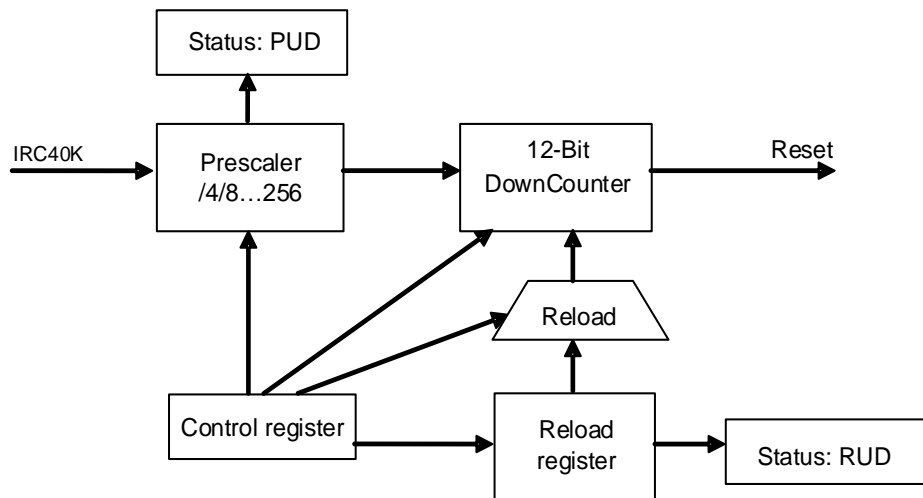 Status: PUD
IRC40K
Prescaler
/4/8…256
12-Bit
DownCounter
Reset
Reload
Control register
Reload
register
Status: RUD